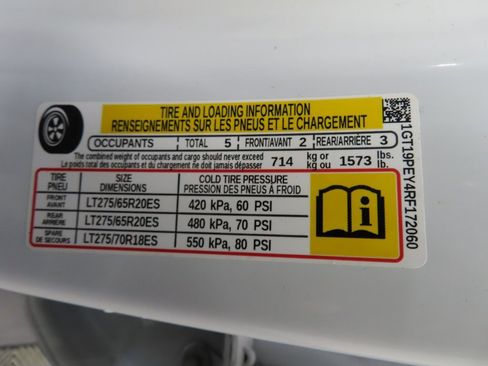 TIRE AND LOADING INFORMATION
RENSEIGNEMENTS SUR LES PNEUS ET LE CHARGEMENT
OCCUPANTS TOTAL 5 FRONT/AVANT 2 REAR/ARRIÈRE 3
The combined weight of occupants and cargo should never exceed
Le poids total des occupants et du chargement ne doit jamais dépasser
714 kg or kg ou 1573 lbs. lb.
TIRE PNEU SIZE DIMENSIONS COLD TIRE PRESSURE PRESSION DES PNEUS À FROID
FRONT AVANT LT275/65R20ES 420 kPa, 60 PSI
REAR ARRIERE LT275/65R20ES 480 kPa, 70 PSI
SPARE DE SECOURS LT275/70R18ES 550 kPa, 80 PSI
1GT19PEY4RF172060